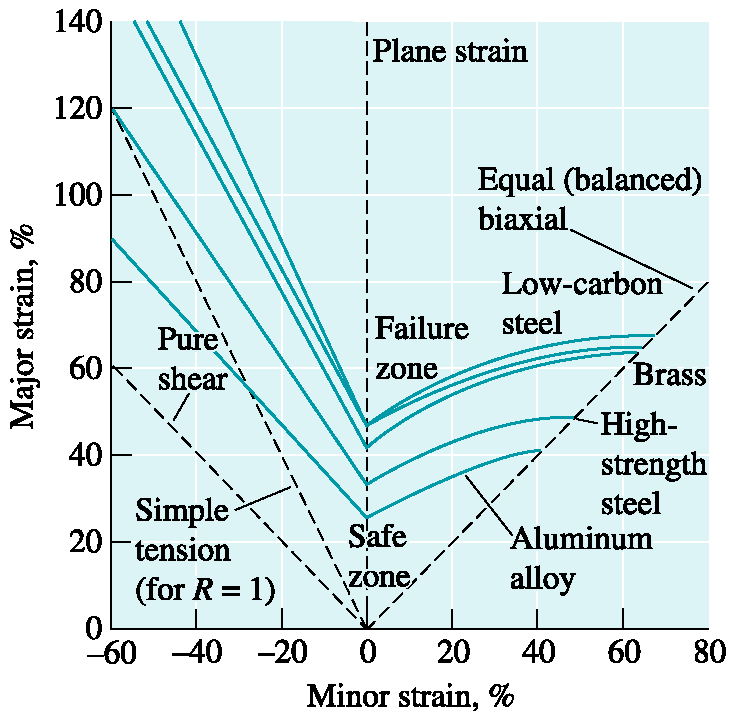 Major strain, %
140
120
100
80
60
40
20
0
Plane strain
Equal (balanced)
biaxial
Low-carbon
steel
Failure
zone
Pure
shear
Brass
High-
strength
steel
Simple
tension
(for R = 1)
Safe
zone
Aluminum
alloy
–60
–40
–20
0
20
40
60
80
Minor strain, %